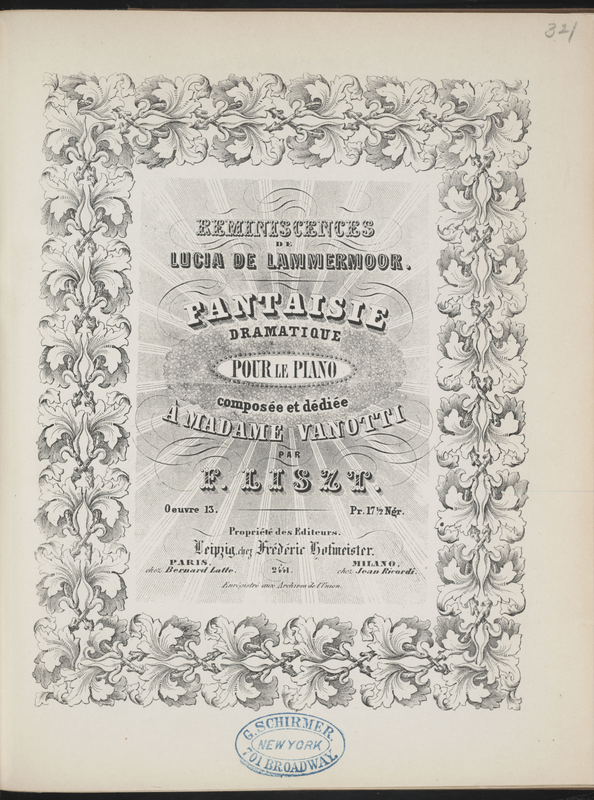 321
REMINISCENCES
DE
LUCIA DE LAMMERMOOR.
FANTAISIE
DRAMATIQUE
POUR LE PIANO
composée et dédiée
À MADAME VANOTTI
PAR
F. LISZT.
Oeuvre 13. Pr. 17½ Ngr.
Propriété des Editeurs.
Leipzig, chez Frédéric Hofmeister.
PARIS, MILANO,
chez Bernard Latte. chez Jean Ricordi.
Enregistré aux Archives de l'Union.
G. SCHIRMER,
NEW YORK
701 BROADWAY.